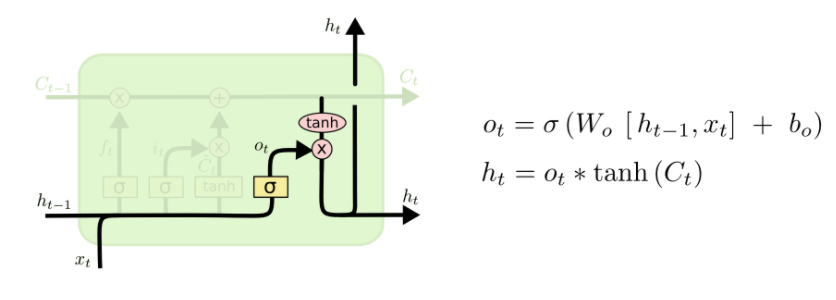 h_t
C_{t-1} x + C_t
tanh
f_t i_t x C̃_t o_t x
σ σ tanh σ
h_{t-1} h_t
x_t
o_t = σ (W_o [h_{t-1}, x_t] + b_o)
h_t = o_t * tanh (C_t)